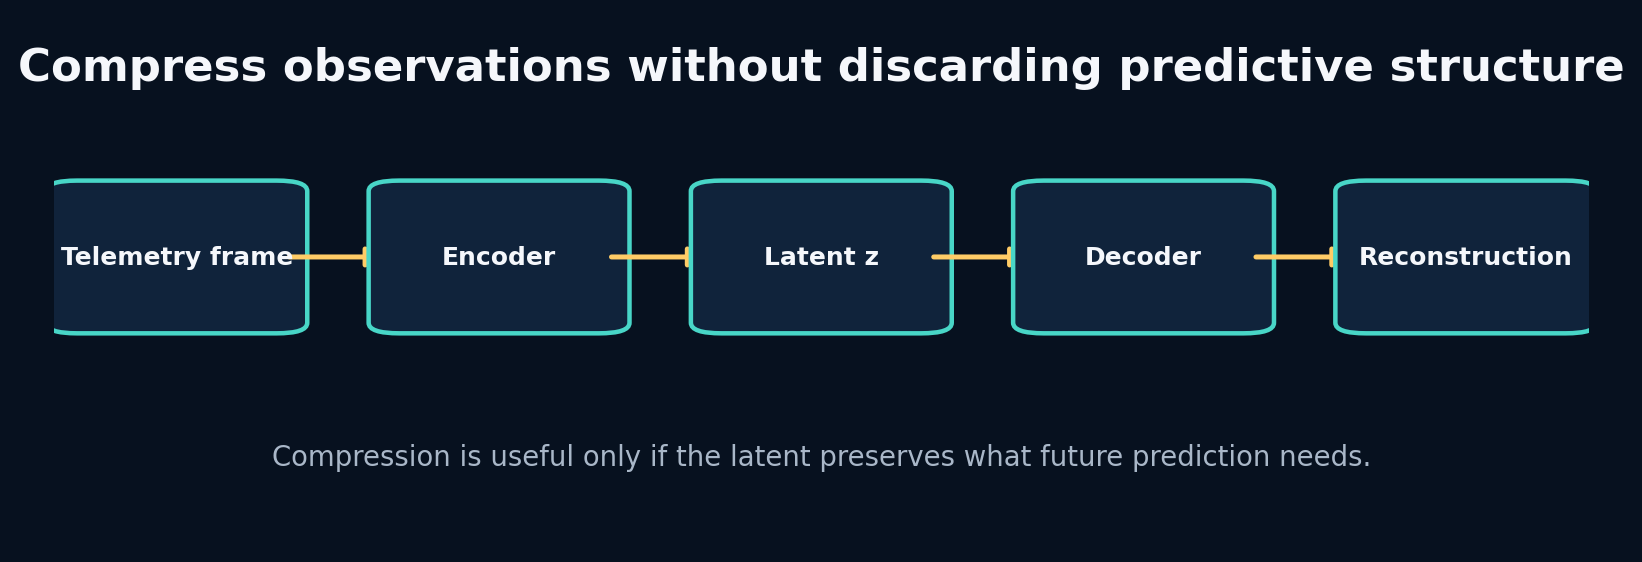 Compress observations without discarding predictive structure
Telemetry frame
Encoder
Latent z
Decoder
Reconstruction
Compression is useful only if the latent preserves what future prediction needs.